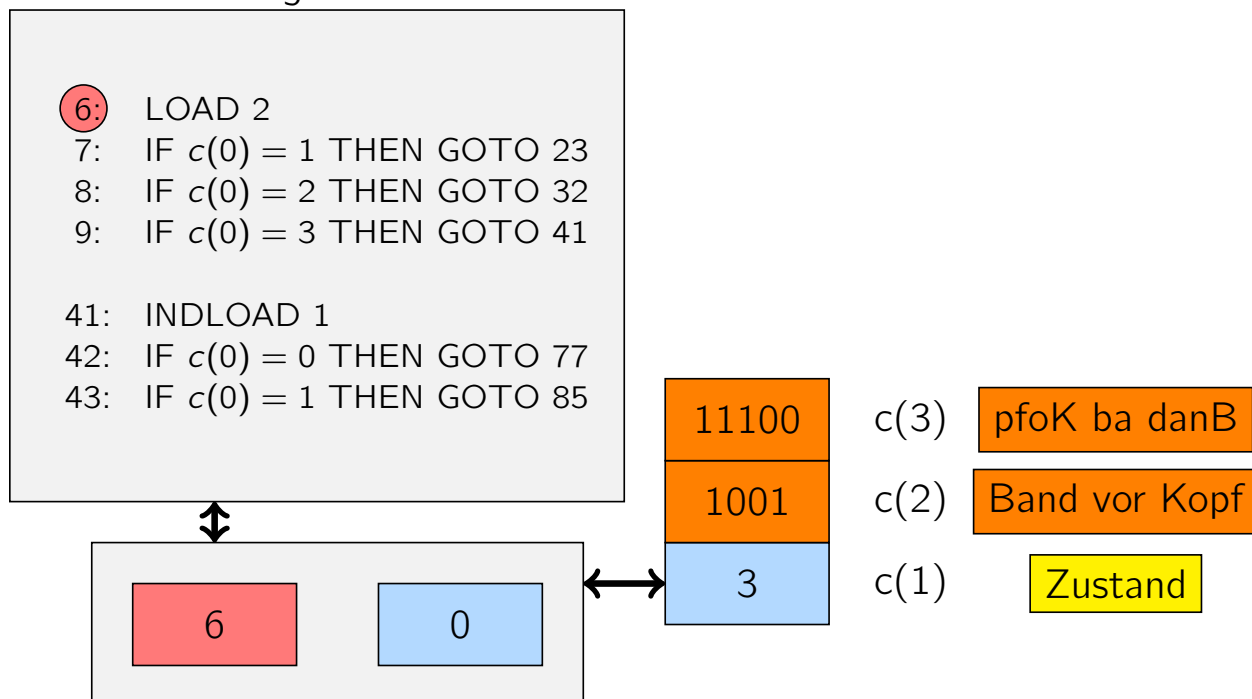 6: LOAD 2
7: IF c(0) = 1 THEN GOTO 23
8: IF c(0) = 2 THEN GOTO 32
9: IF c(0) = 3 THEN GOTO 41
41: INDLOAD 1
42: IF c(0) = 0 THEN GOTO 77
43: IF c(0) = 1 THEN GOTO 85
11100 c(3) pfoK ba danB
1001 c(2) Band vor Kopf
3 c(1) Zustand
6 0